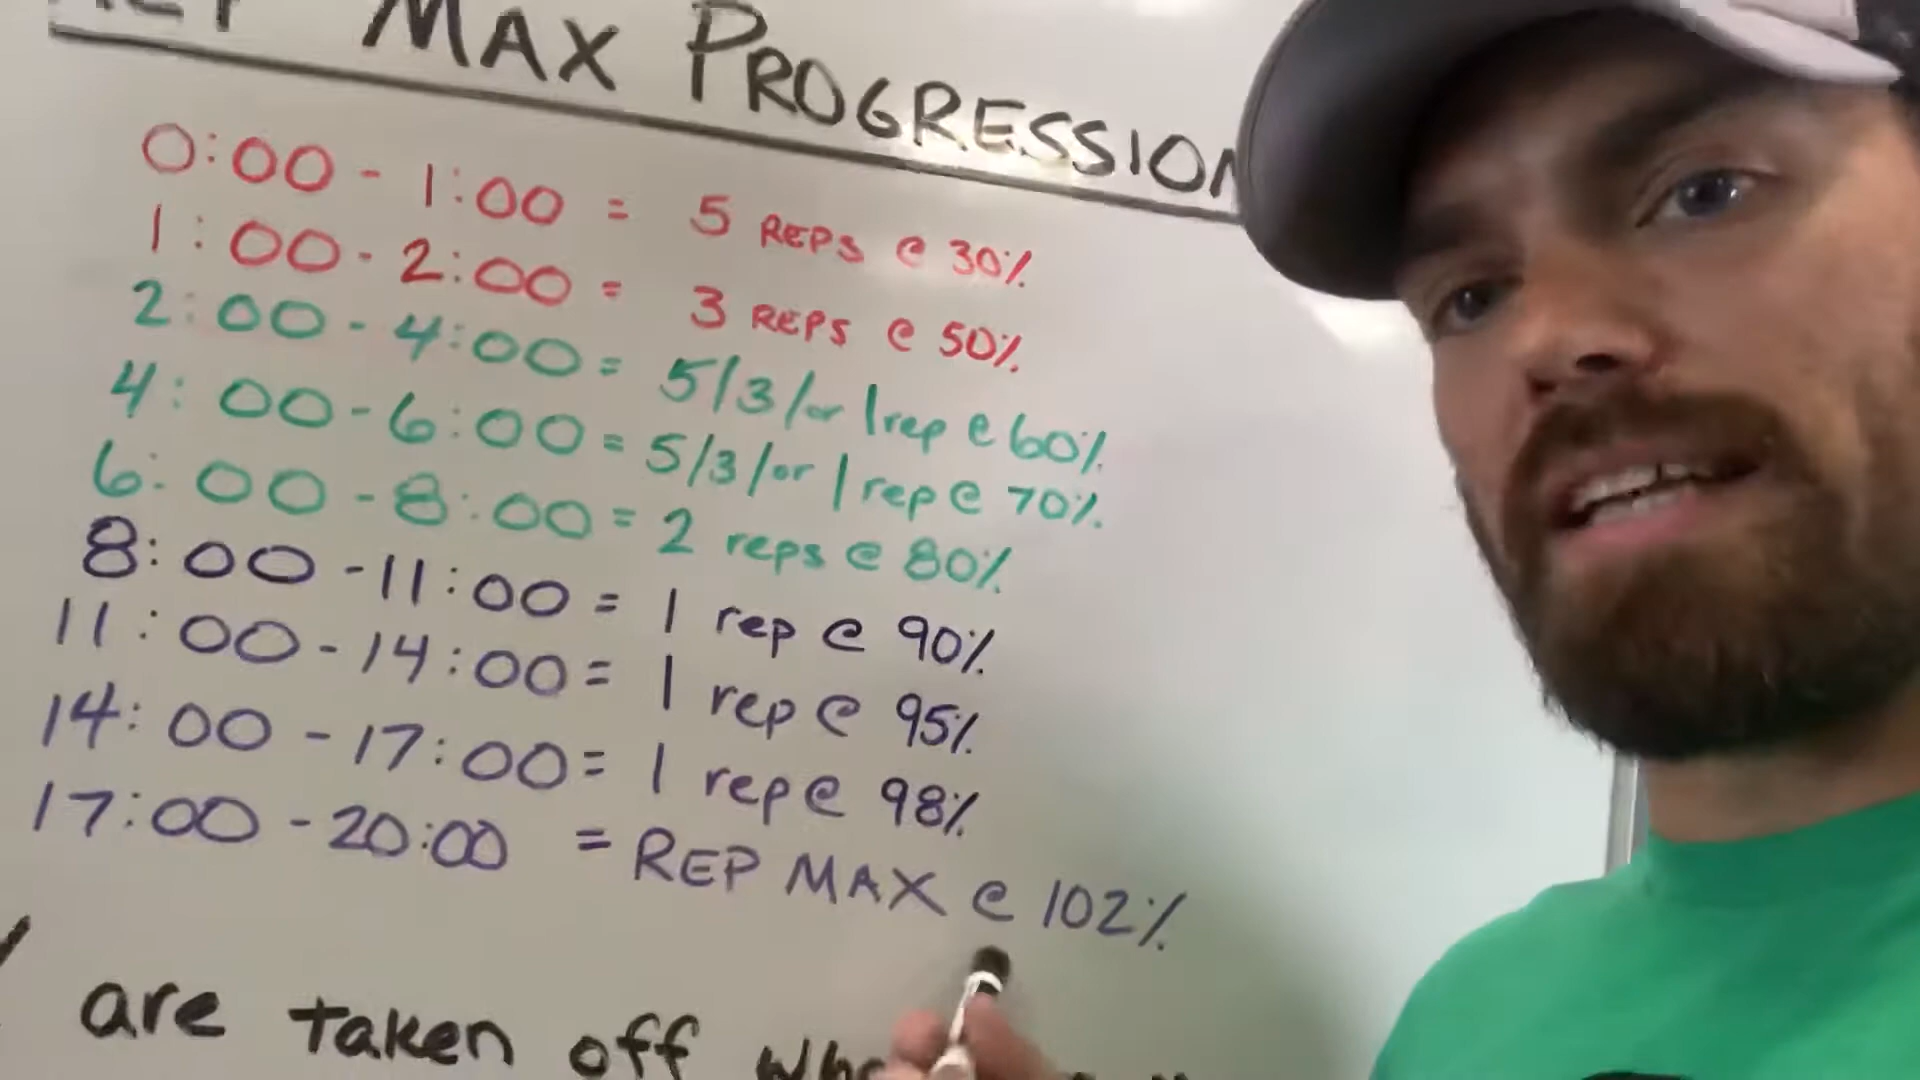 MAX PROGRESSION
0:00 - 1:00 = 5 REPS @ 30%
1:00 - 2:00 = 3 REPS @ 50%
2:00 - 4:00 = 5/3/or 1 rep @ 60%
4:00 - 6:00 = 5/3/or 1 rep @ 70%
6:00 - 8:00 = 2 reps @ 80%
8:00 - 11:00 = 1 rep @ 90%
11:00 - 14:00 = 1 rep @ 95%
14:00 - 17:00 = 1 rep @ 98%
17:00 - 20:00 = REP MAX @ 102%
are taken off